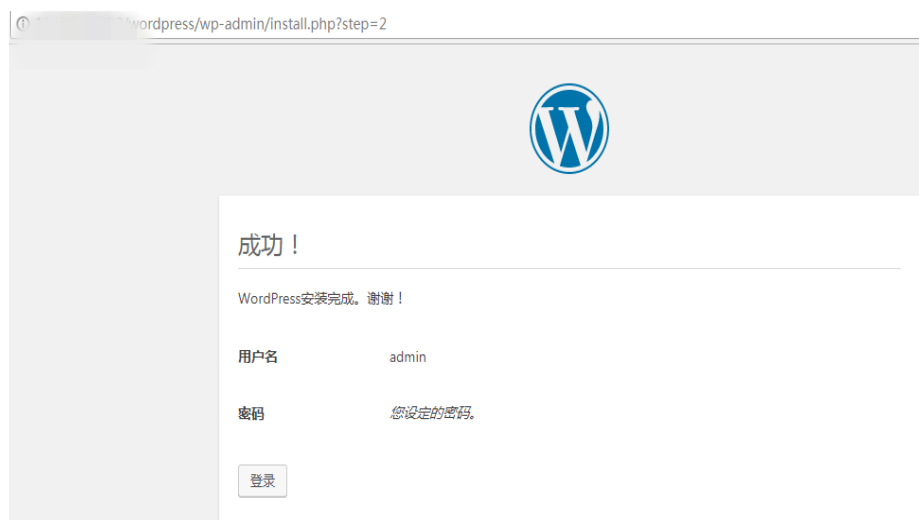 /wordpress/wp-admin/install.php?step=2
成功！
WordPress安装完成。谢谢！
用户名 admin
密码 您设定的密码。
登录